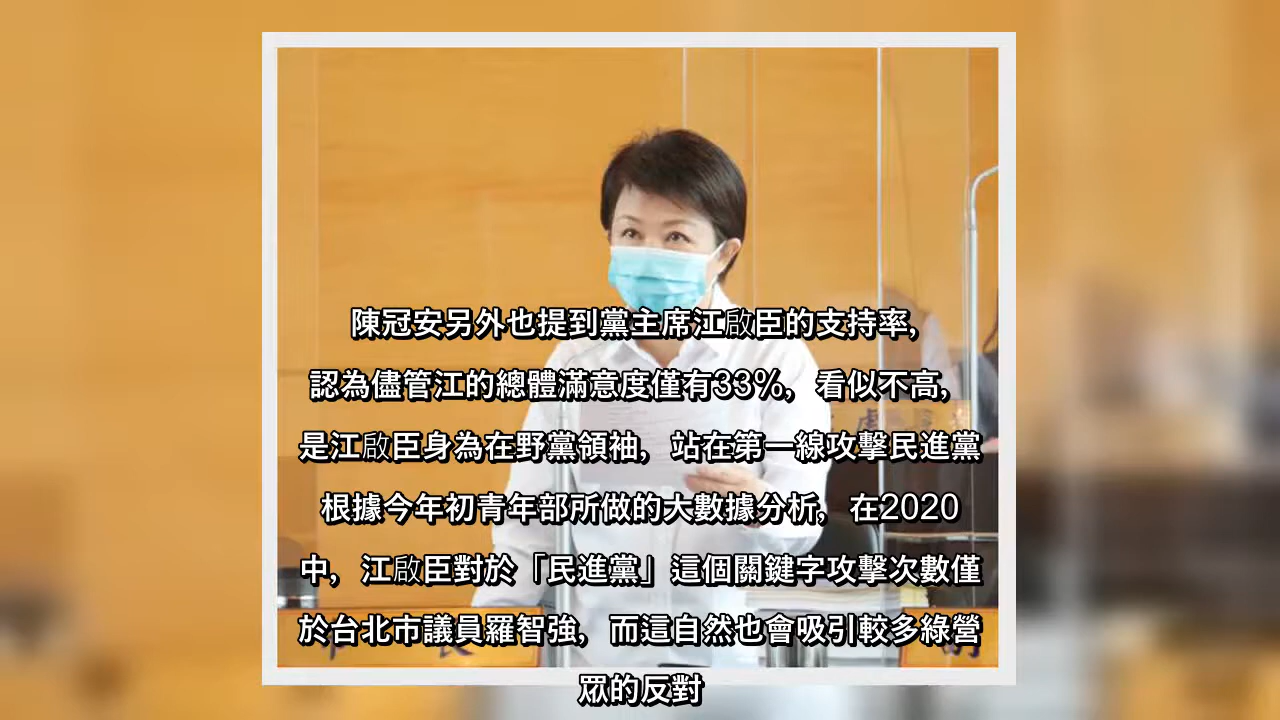 陳冠安另外也提到黨主席江啟臣的支持率,
認為儘管江的總體滿意度僅有33%, 看似不高,
是江啟臣身為在野黨領袖, 站在第一線攻擊民進黨
根據今年初青年部所做的大數據分析, 在2020
中, 江啟臣對於「民進黨」這個關鍵字攻擊次數僅
於台北市議員羅智強, 而這自然也會吸引較多綠營
眾的反對